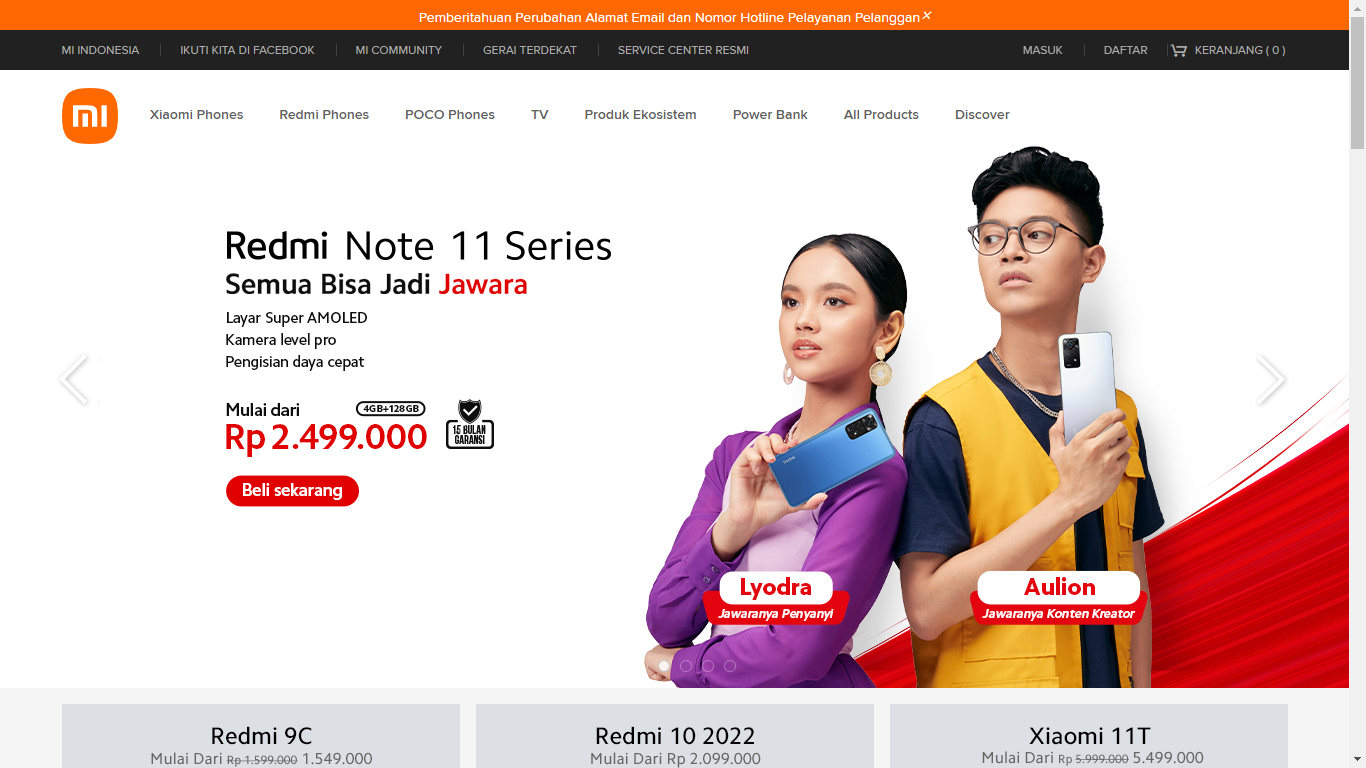 Pemberitahuan Perubahan Alamat Email dan Nomor Hotline Pelayanan Pelanggan
MI INDONESIA IKUTI KITA DI FACEBOOK MI COMMUNITY GERAI TERDEKAT SERVICE CENTER RESMI MASUK DAFTAR KERANJANG ( 0 )
mi Xiaomi Phones Redmi Phones POCO Phones TV Produk Ekosistem Power Bank All Products Discover
Redmi Note 11 Series
Semua Bisa Jadi Jawara
Layar Super AMOLED
Kamera level pro
Pengisian daya cepat
Mulai dari 4GB+128GB
Rp 2.499.000 15 BULAN GARANSI
Beli sekarang
Redmi
Lyodra
Jawaranya Penyanyi
Aulion
Jawaranya Konten Kreator
Redmi 9C
Mulai Dari Rp 1.599.000 1.549.000
Redmi 10 2022
Mulai Dari Rp 2.099.000
Xiaomi 11T
Mulai Dari Rp 5.999.000 5.499.000